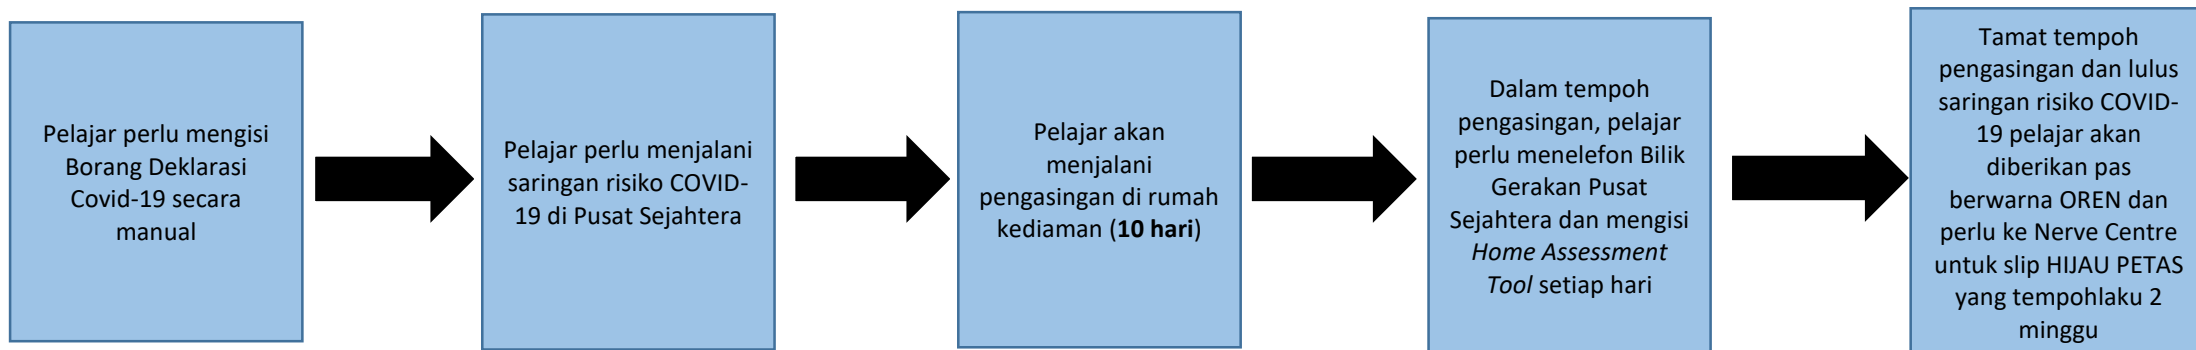 Pelajar perlu mengisi
Borang Deklarasi
Covid-19 secara
manual
Pelajar perlu menjalani
saringan risiko COVID-
19 di Pusat Sejahtera
Pelajar akan
menjalani
pengasingan di rumah
kediaman (10 hari)
Dalam tempoh
pengasingan, pelajar
perlu menelefon Bilik
Gerakan Pusat
Sejahtera dan mengisi
Home Assessment
Tool setiap hari
Tamat tempoh
pengasingan dan lulus
saringan risiko COVID-
19 pelajar akan
diberikan pas
berwarna OREN dan
perlu ke Nerve Centre
untuk slip HIJAU PETAS
yang tempohlaku 2
minggu